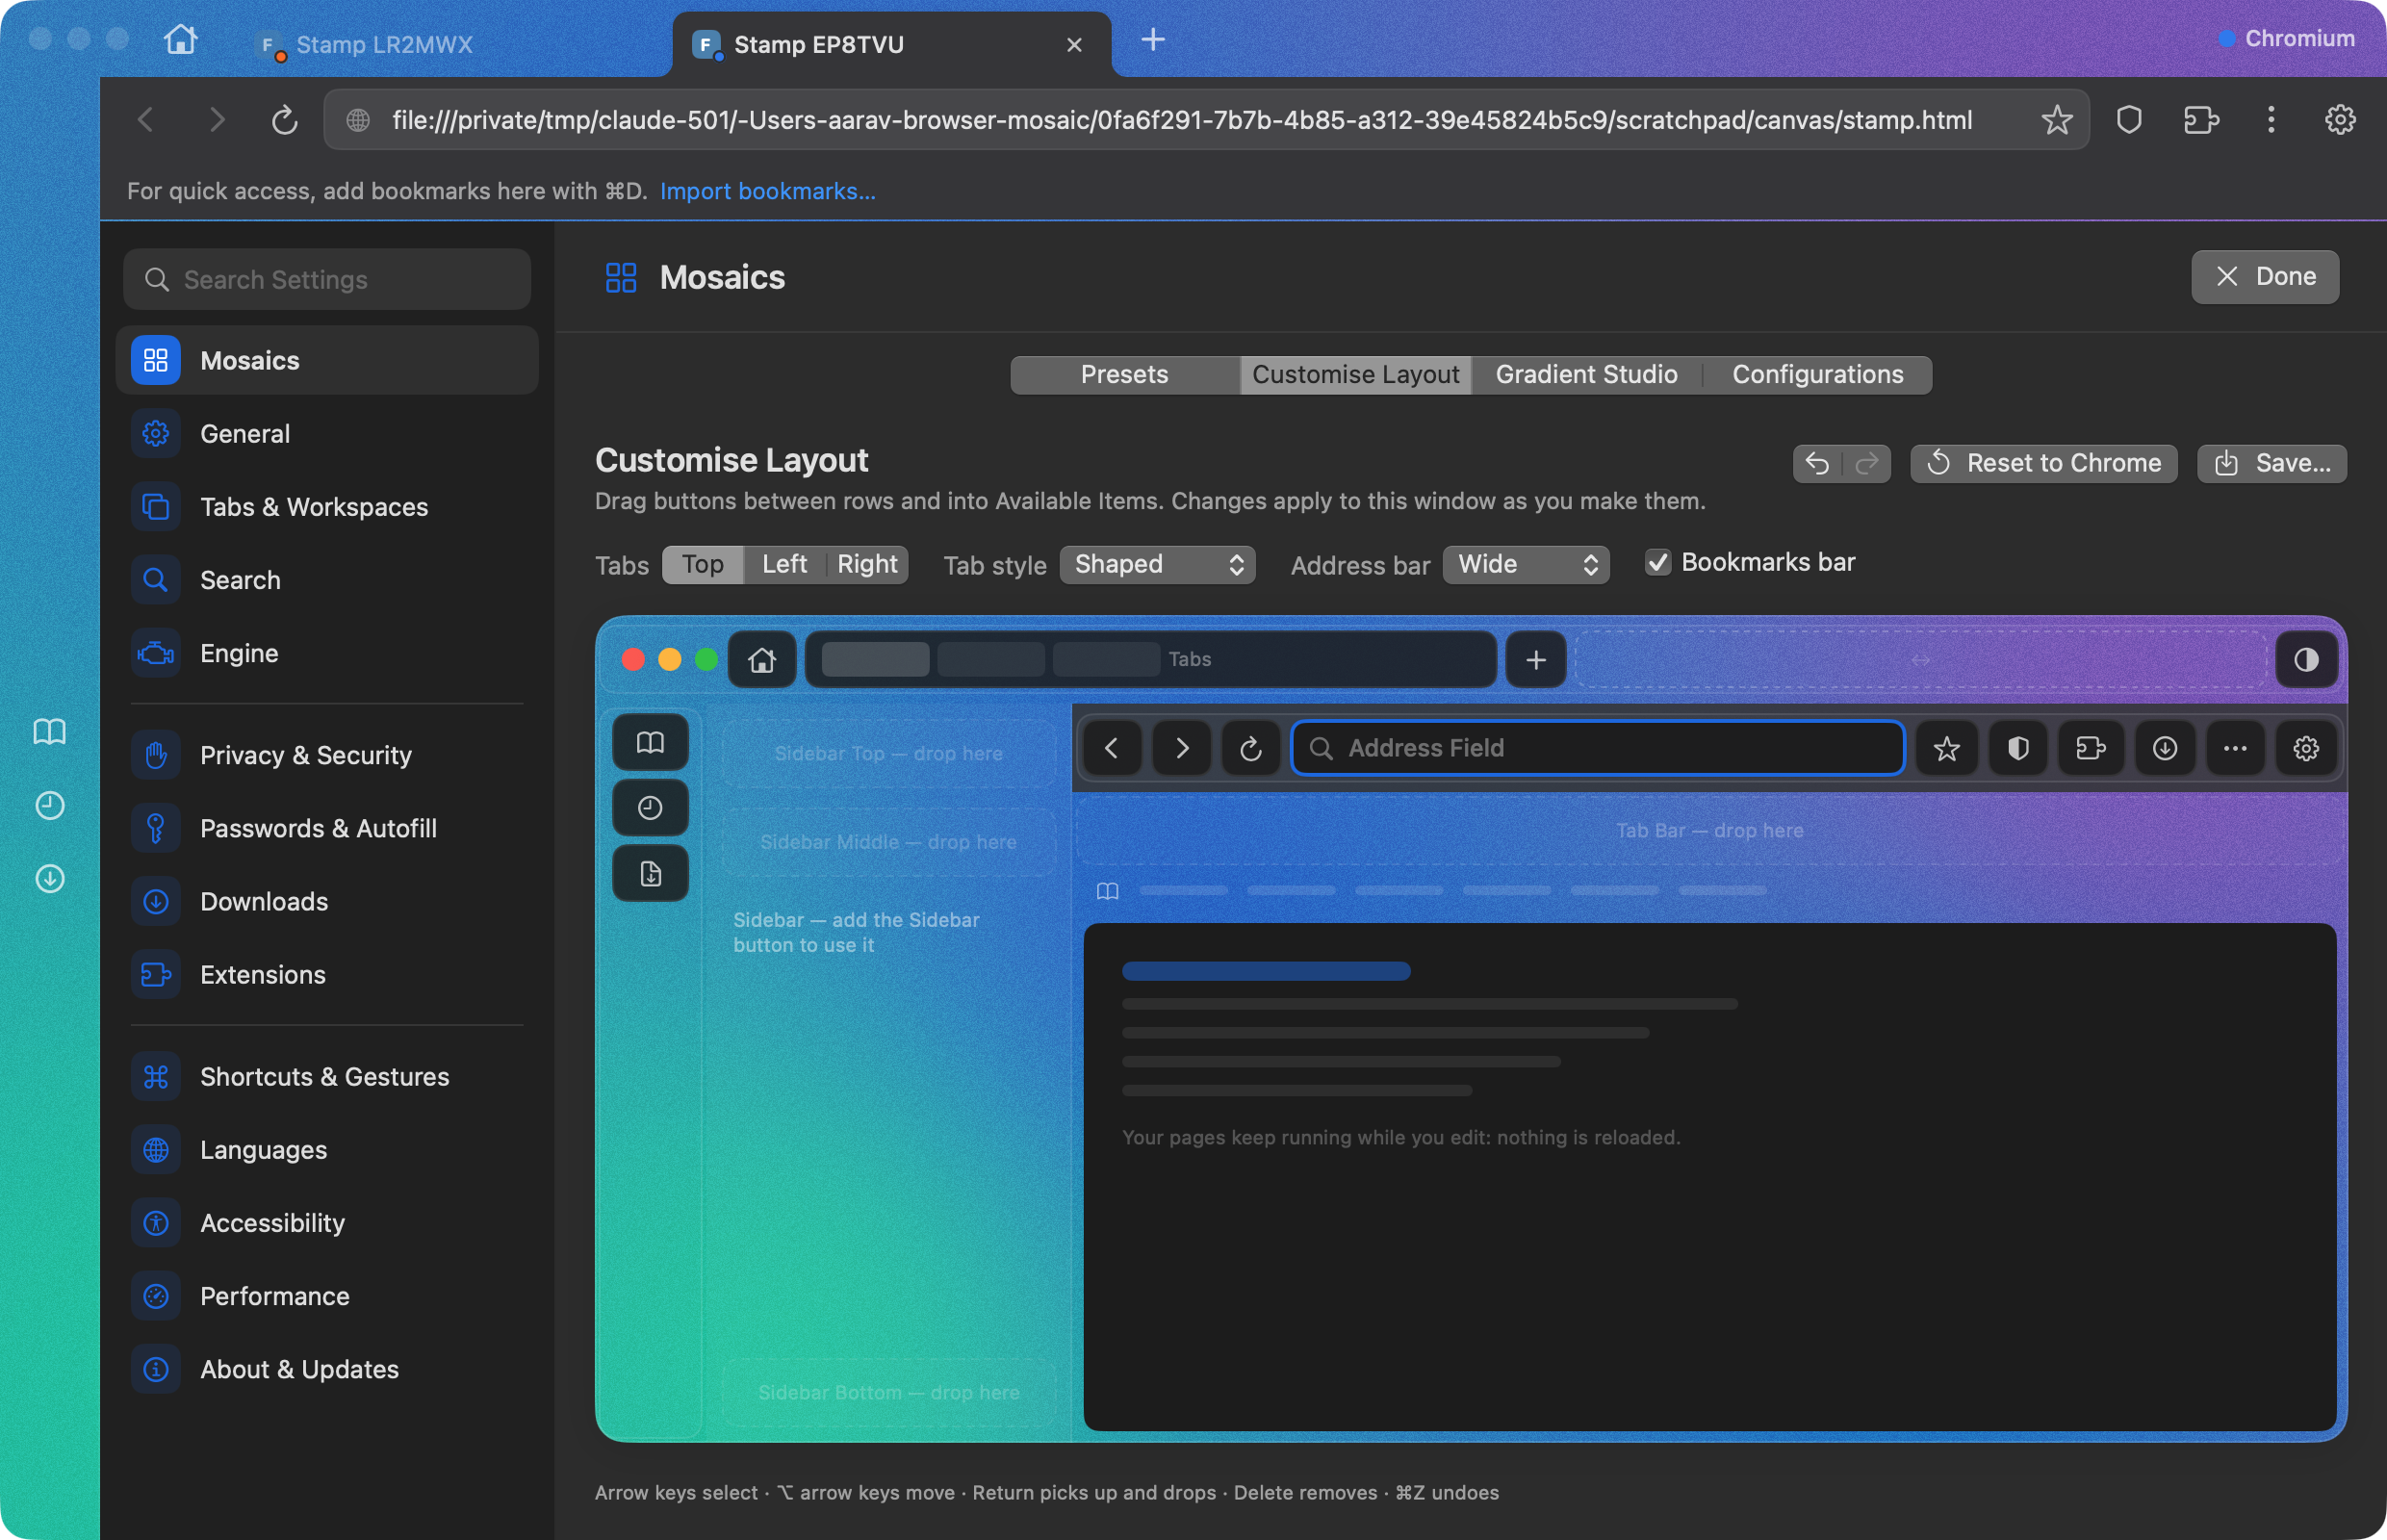 F Stamp LR2MWX
F Stamp EP8TVU
Chromium
file:///private/tmp/claude-501/-Users-aarav-browser-mosaic/0fa6f291-7b7b-4b85-a312-39e45824b5c9/scratchpad/canvas/stamp.html
For quick access, add bookmarks here with ⌘D. Import bookmarks...
Search Settings
Mosaics
General
Tabs & Workspaces
Search
Engine
Privacy & Security
Passwords & Autofill
Downloads
Extensions
Shortcuts & Gestures
Languages
Accessibility
Performance
About & Updates
Mosaics
Done
Presets
Customise Layout
Gradient Studio
Configurations
Customise Layout
Reset to Chrome
Save...
Drag buttons between rows and into Available Items. Changes apply to this window as you make them.
Tabs
Top
Left
Right
Tab style
Shaped
Address bar
Wide
Bookmarks bar
Tabs
Sidebar Top — drop here
Address Field
Sidebar Middle — drop here
Tab Bar — drop here
Sidebar — add the Sidebar
button to use it
Your pages keep running while you edit: nothing is reloaded.
Sidebar Bottom — drop here
Arrow keys select · ⌥ arrow keys move · Return picks up and drops · Delete removes · ⌘Z undoes